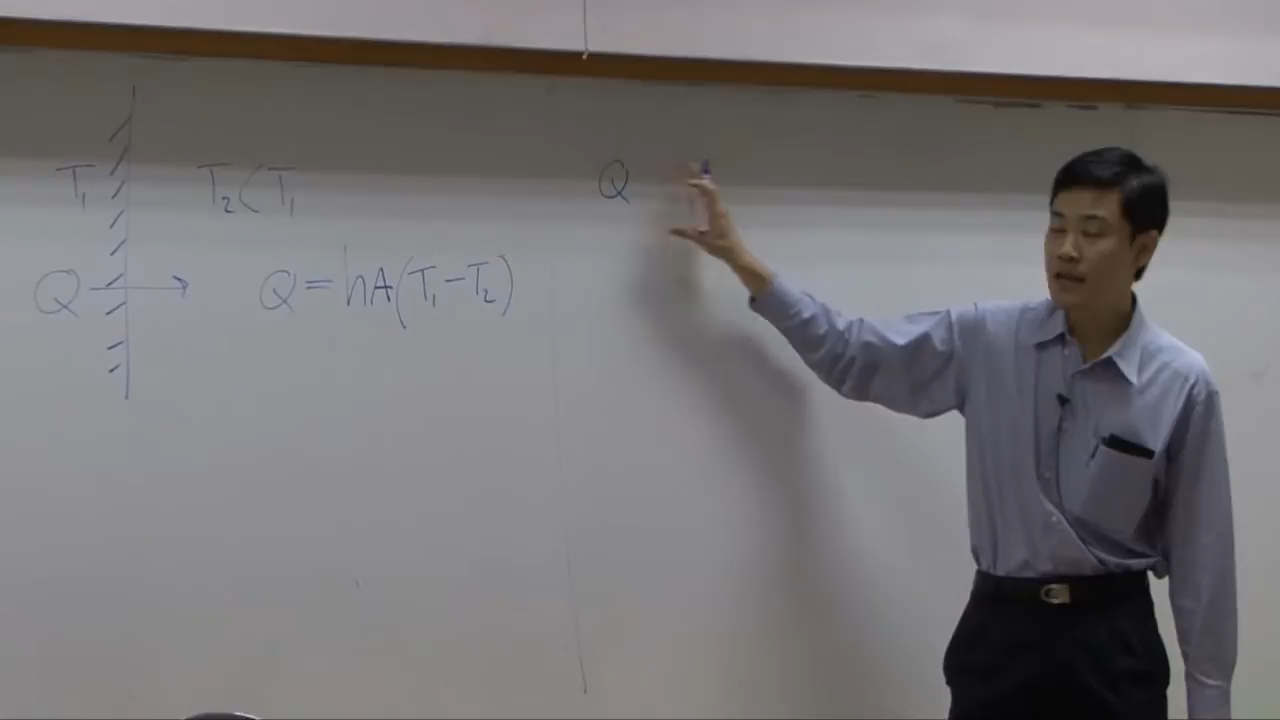 T₁ T₂⟨T₁
Q Q = hA(T₁-T₂)
Q